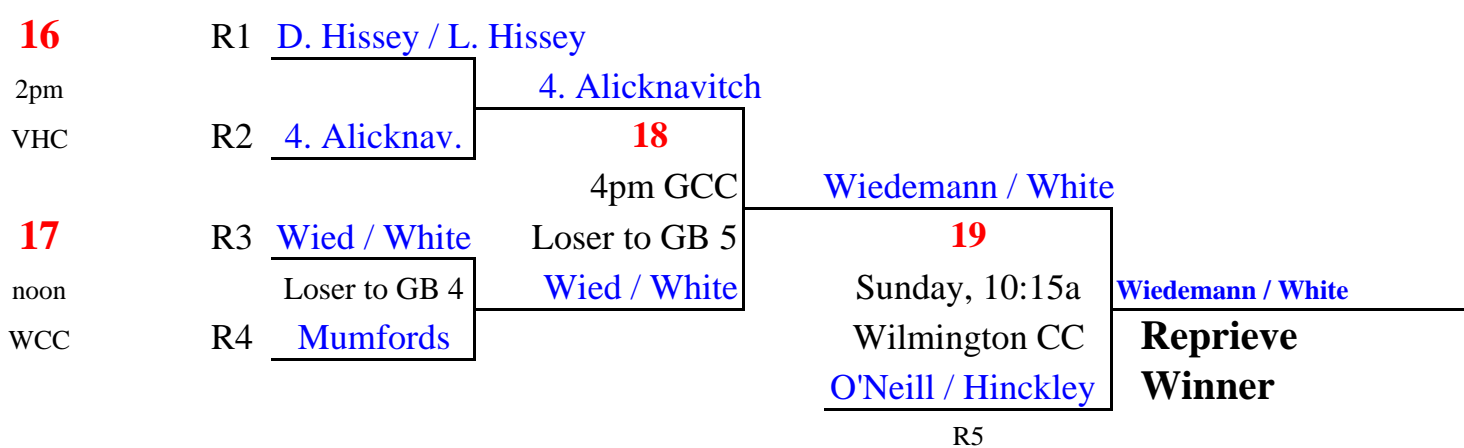 16 R1 D. Hissey / L. Hissey
2pm 4. Alicknavitch
VHC R2 4. Alicknav. 18
4pm GCC Wiedemann / White
17 R3 Wied / White Loser to GB 5 19
noon Loser to GB 4 Wied / White Sunday, 10:15a Wiedemann / White
WCC R4 Mumfords Wilmington CC Reprieve
O'Neill / Hinckley Winner
R5